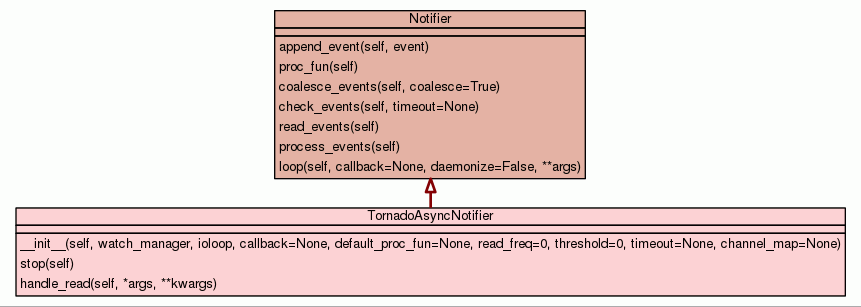 Notifier
append_event(self, event)
proc_fun(self)
coalesce_events(self, coalesce=True)
check_events(self, timeout=None)
read_events(self)
process_events(self)
loop(self, callback=None, daemonize=False, **args)
TornadoAsyncNotifier
__init__(self, watch_manager, ioloop, callback=None, default_proc_fun=None, read_freq=0, threshold=0, timeout=None, channel_map=None)
stop(self)
handle_read(self, *args, **kwargs)